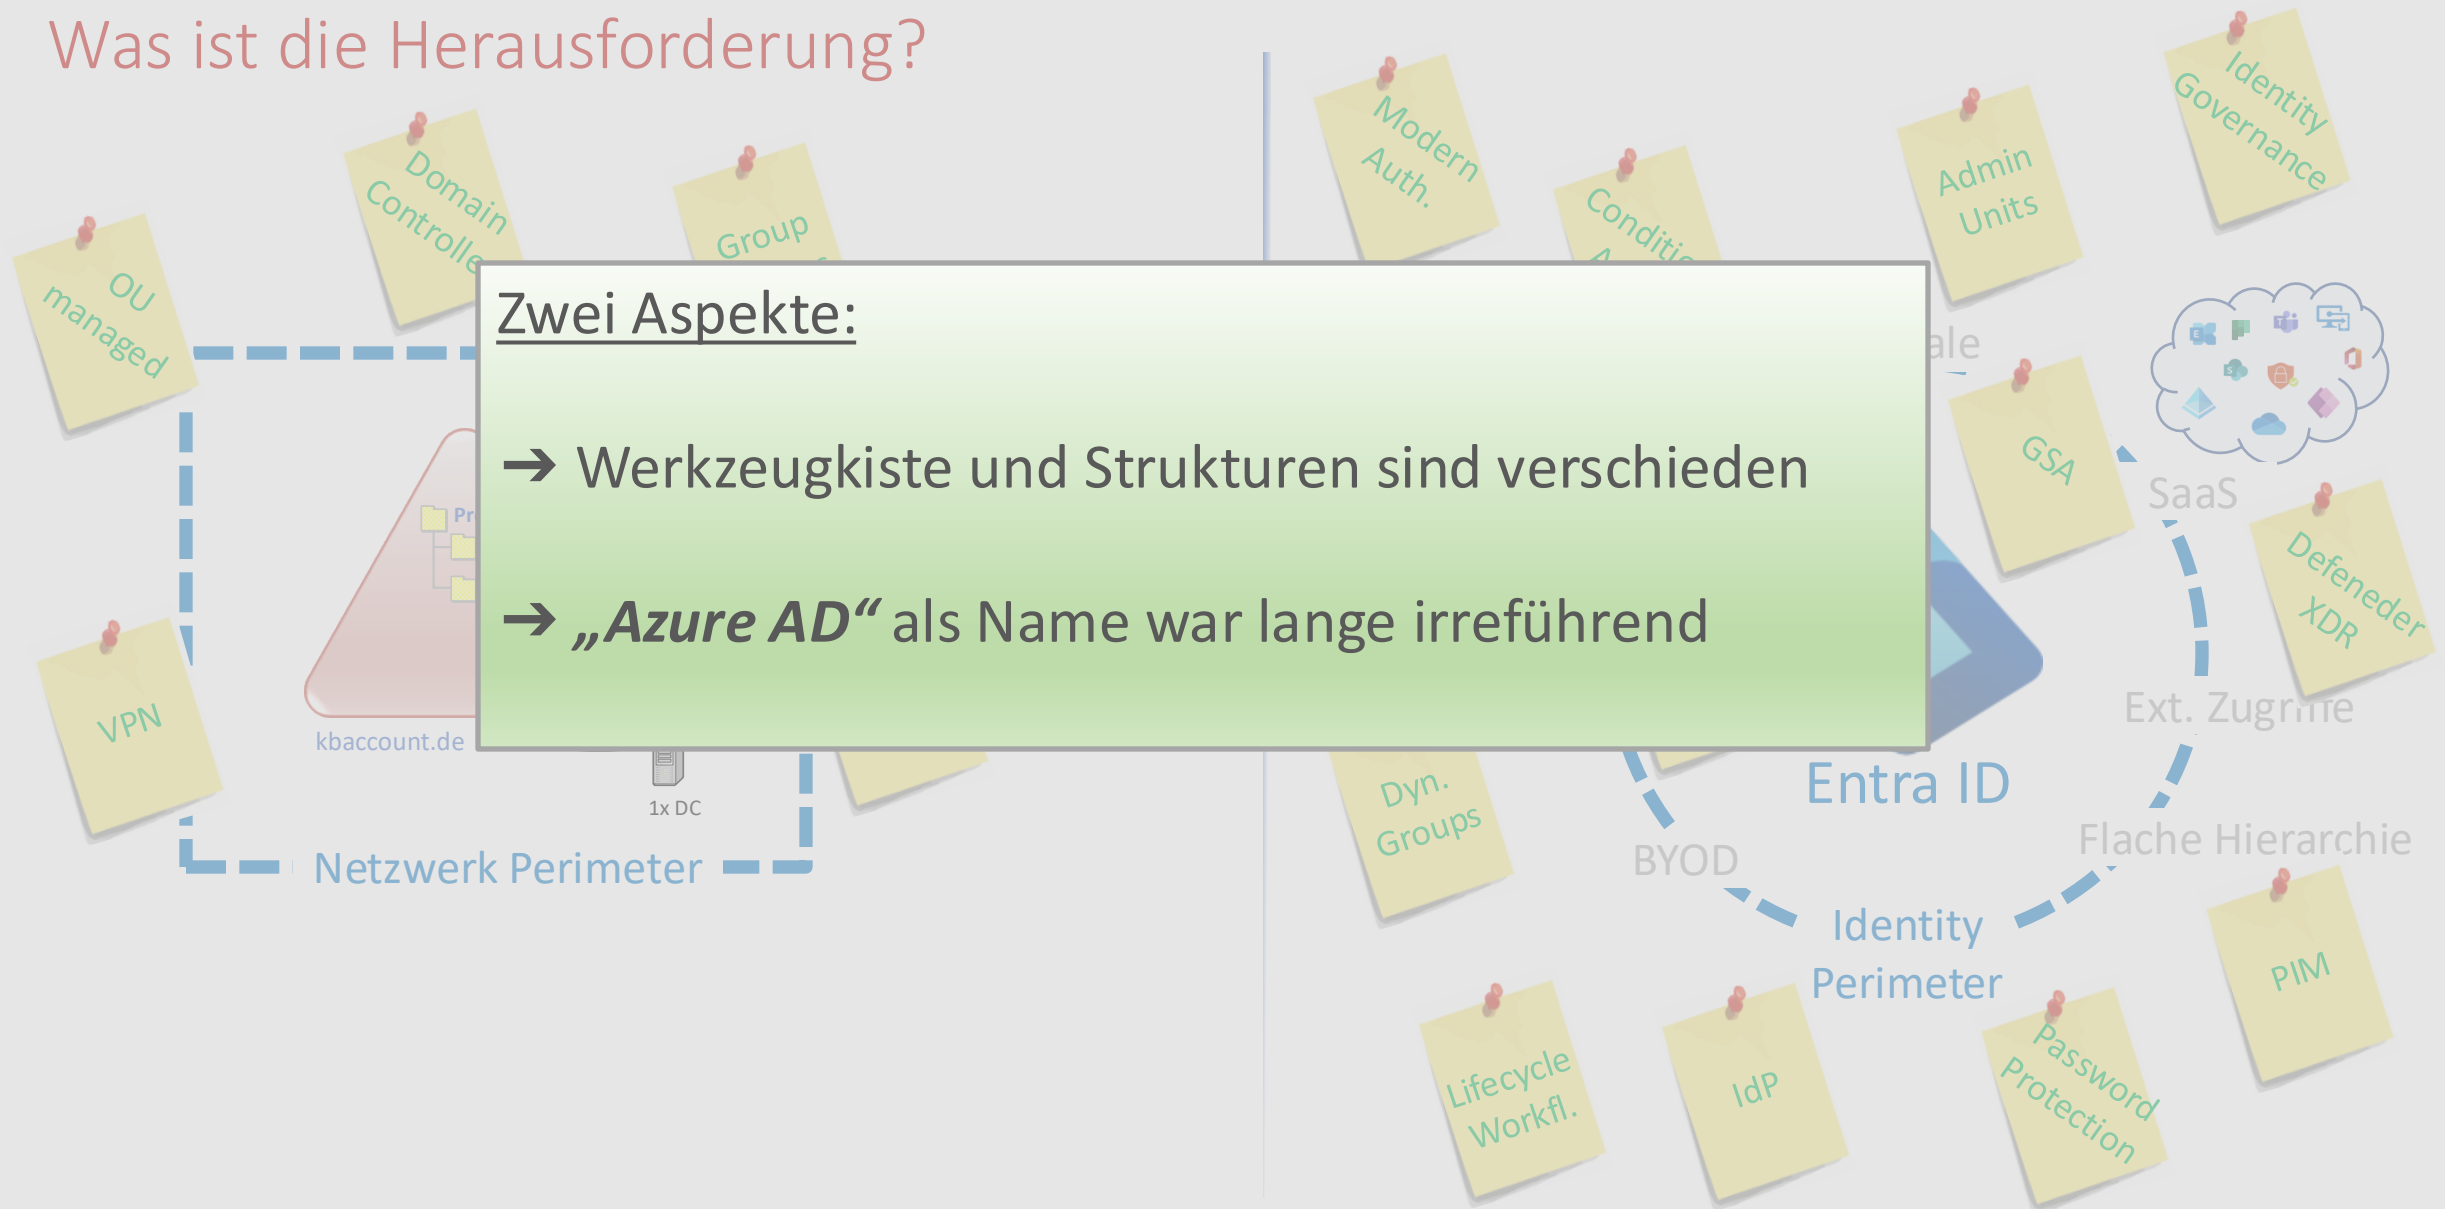 Was ist die Herausforderung?
OU
managed
Domain
Group
VPN
kbaccount.de
1x DC
Netzwerk Perimeter
Zwei Aspekte:
➔ Werkzeugkiste und Strukturen sind verschieden
➔ „Azure AD“ als Name war lange irreführend
Modern
Auth.
Admin
Units
Identity
Governance
GSA
SaaS
Defeneder
XDR
Ext. Zugriffe
Entra ID
Flache Hierarchie
Dyn.
Groups
BYOD
Identity
Perimeter
PIM
Lifecycle
Workfl.
IdP
Password
Protection